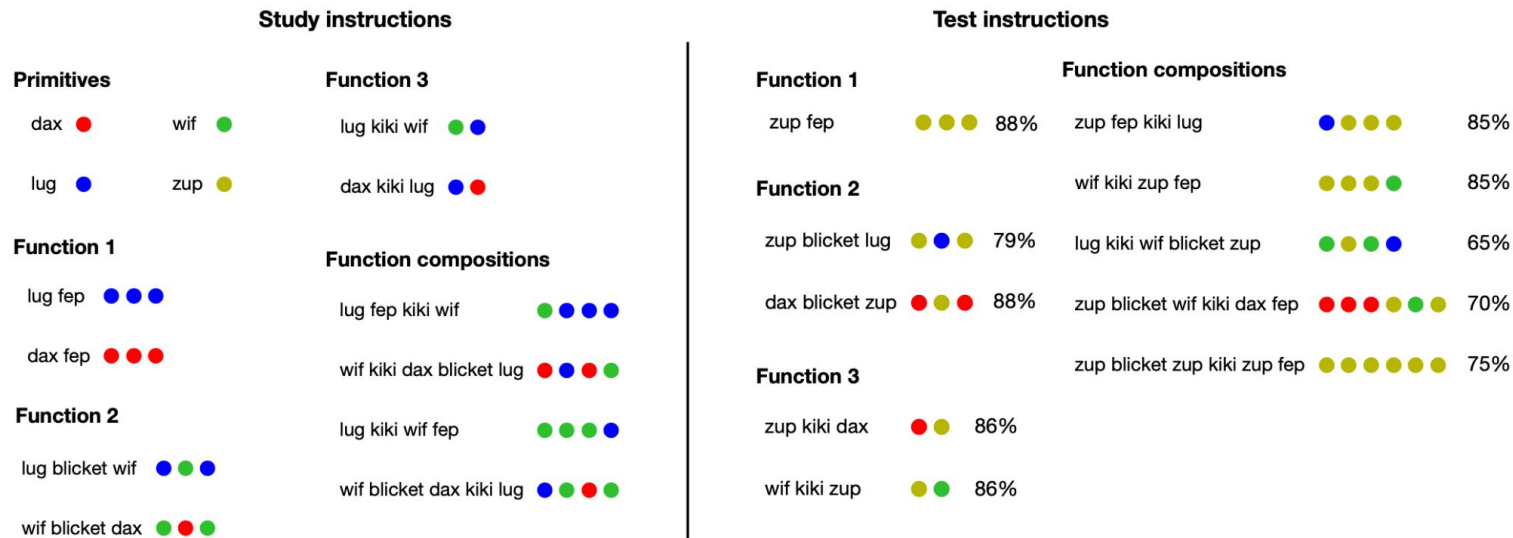 Study instructions
Primitives
dax
wif
lug
zup
Function 1
lug fep
dax fep
Function 2
lug blicket wif
wif blicket dax
Function 3
lug kiki wif
dax kiki lug
Function compositions
lug fep kiki wif
wif kiki dax blicket lug
lug kiki wif fep
wif blicket dax kiki lug
Test instructions
Function 1
zup fep 88%
Function 2
zup blicket lug 79%
dax blicket zup 88%
Function 3
zup kiki dax 86%
wif kiki zup 86%
Function compositions
zup fep kiki lug 85%
wif kiki zup fep 85%
lug kiki wif blicket zup 65%
zup blicket wif kiki dax fep 70%
zup blicket zup kiki zup fep 75%